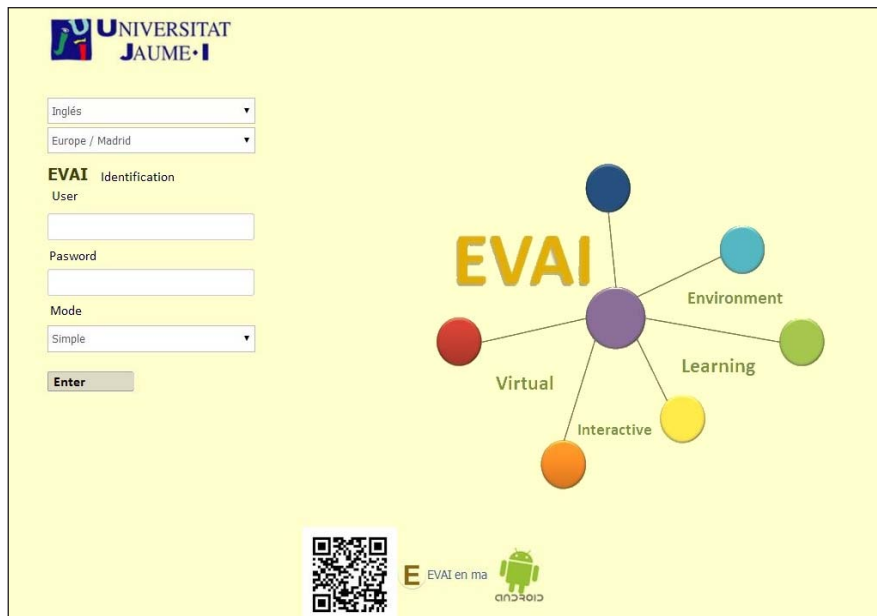 UNIVERSITAT
JAUME·I
Inglés
Europe / Madrid
EVAI Identification
User
Pasword
Mode
Simple
Enter
EVAI
Environment
Learning
Virtual
Interactive
E EVAI en ma
ANDROID